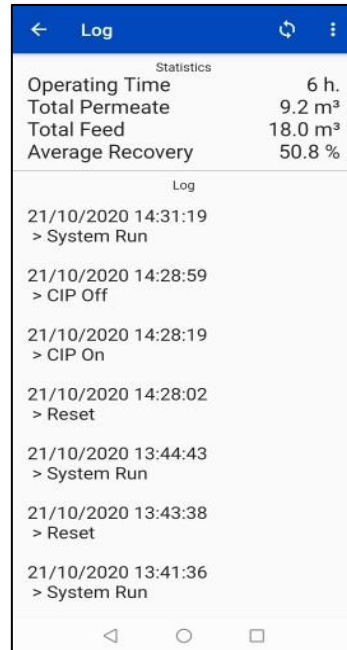 Log
Statistics
Operating Time 6 h.
Total Permeate 9.2 m³
Total Feed 18.0 m³
Average Recovery 50.8 %
Log
21/10/2020 14:31:19
> System Run
21/10/2020 14:28:59
> CIP Off
21/10/2020 14:28:19
> CIP On
21/10/2020 14:28:02
> Reset
21/10/2020 13:44:43
> System Run
21/10/2020 13:43:38
> Reset
21/10/2020 13:41:36
> System Run